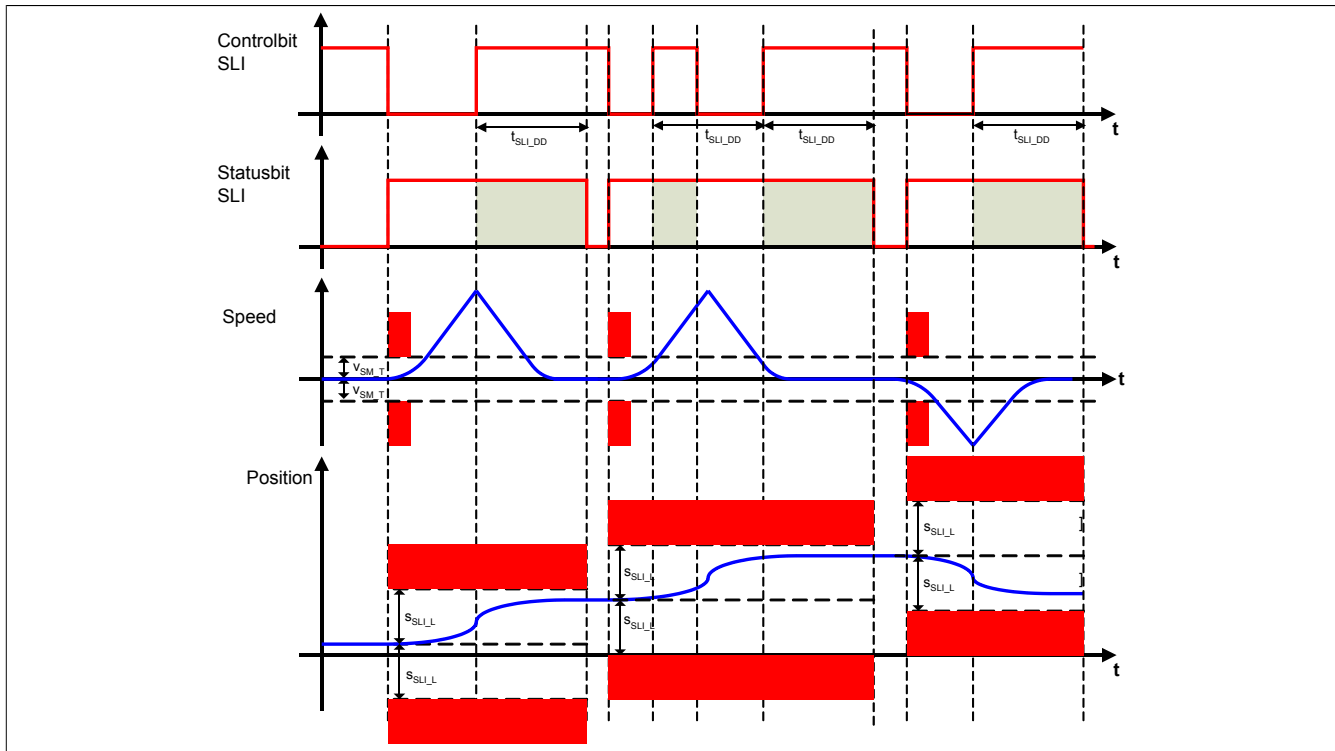 Controlbit
SLI
t
tSLI_DD
tSLI_DD
tSLI_DD
tSLI_DD
Statusbit
SLI
t
Speed
vSM_T
t
vSM_T
Position
sSLI_L
sSLI_L
sSLI_L
sSLI_L
sSLI_L
sSLI_L
t